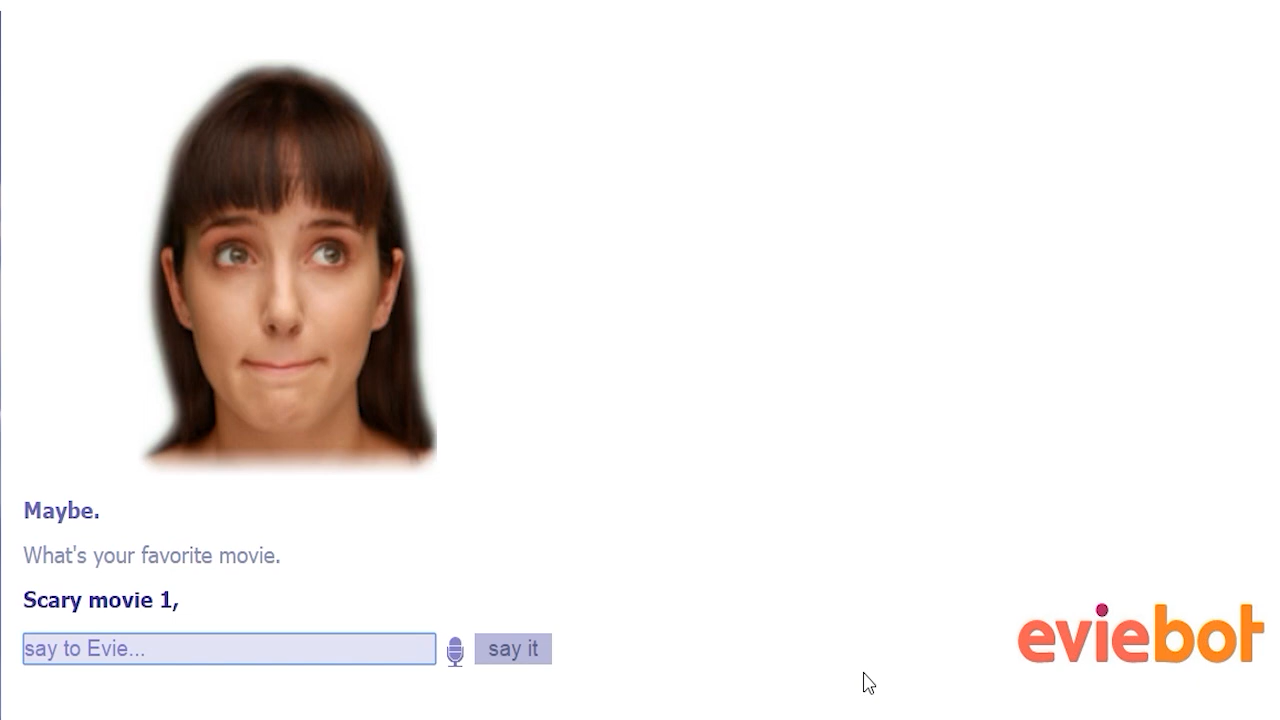 Maybe.
What's your favorite movie.
Scary movie 1,
say to Evie...
say it
eviebot